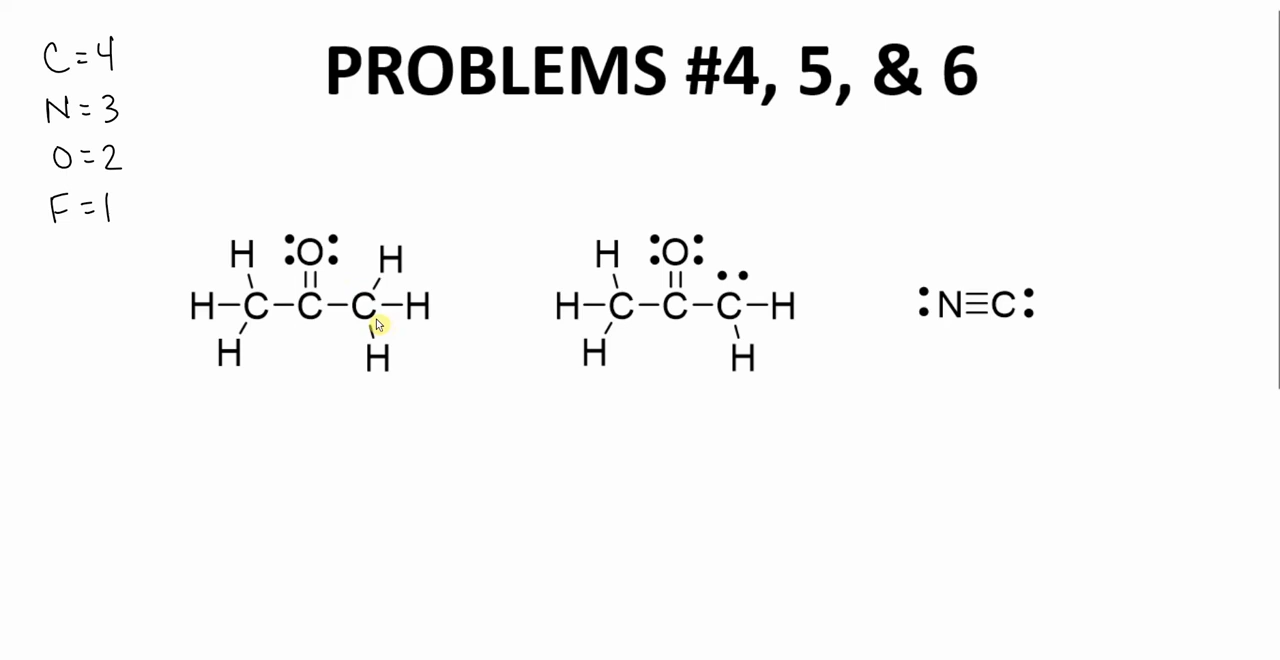 C = 4
PROBLEMS #4, 5, & 6
N = 3
O = 2
F = 1
H :O: H H :O: H
H–C–C–C–H H–C–C–C–H :N≡C:
H H H H